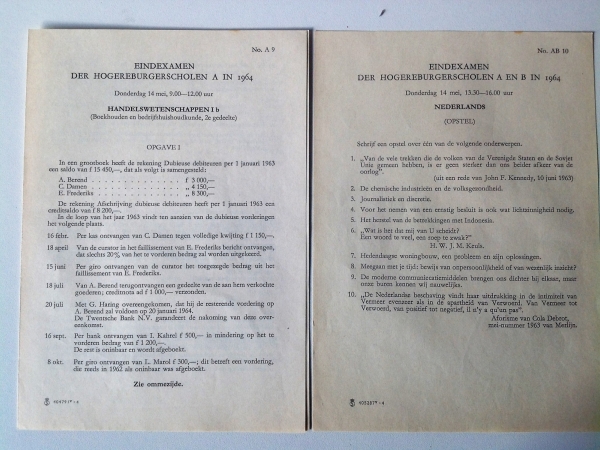 No. A 9
EINDEXAMEN
DER HOGEREBURGERSCHOLEN A IN 1964
Donderdag 14 mei, 9.00—12.00 uur
HANDELSWETENSCHAPPEN I b
(Boekhouden en bedrijfshuishoudkunde, 2e gedeelte)
OPGAVE I
In een grootboek heeft de rekening Dubieuze debiteuren per 1 januari 1963
een saldo van f 15 450,—, dat als volgt is samengesteld:
A. Berend . . . . . . . . . . . f 3 000,—
C. Damen . . . . . . . . . . . „ 4 150,—
E. Frederiks . . . . . . . . . . „ 8 300,—
De rekening Afschrijving dubieuze debiteuren heeft per 1 januari 1963 een
creditsaldo van f 8 200,—.
In de loop van het jaar 1963 vindt ten aanzien van de dubieuze vorderingen
het volgende plaats.
16 febr. Per kas ontvangen van C. Damen tegen volledige kwijting f 1 150,—.
18 april Van de curator in het faillissement van E. Frederiks bericht ontvangen,
dat slechts 20% van het te vorderen bedrag zal worden uitgekeerd.
15 juni Per giro ontvangen van de curator het toegezegde bedrag uit het
faillissement van E. Frederiks.
18 juli Van A. Berend terugontvangen een gedeelte van de aan hem verkochte
goederen; creditnota ad f 1 000,— verzonden.
20 juli Met G. Haring overeengekomen, dat hij de resterende vordering op
A. Berend zal voldoen op 20 januari 1964.
De Twentsche Bank N.V. garandeert de nakoming van deze over-
eenkomst.
16 sept. Per bank ontvangen van I. Kahrel f 500,— in mindering op het te
vorderen bedrag van f 1 200,—.
De rest is oninbaar en wordt afgeboekt.
8 okt. Per giro ontvangen van L. Marol f 300,—; dit betreft een vordering,
die reeds in 1962 als oninbaar was afgeboekt.
Zie ommezijde.
No. AB 10
EINDEXAMEN
DER HOGEREBURGERSCHOLEN A EN B IN 1964
Donderdag 14 mei, 13.30—16.00 uur
NEDERLANDS
(OPSTEL)
Schrijf een opstel over één van de volgende onderwerpen.
1. „Van de vele trekken die de volken van de Verenigde Staten en de Sovjet
Unie gemeen hebben, is er geen sterker dan ons beider afkeer van de
oorlog".
(uit een rede van John F. Kennedy, 10 juni 1963)
2. De chemische industrieën en de volksgezondheid.
3. Journalistiek en discretie.
4. Voor het nemen van een ernstig besluit is ook wat lichtzinnigheid nodig.
5. Het herstel van de betrekkingen met Indonesië.
6. „Wat is het dat mij van U scheidt?
Een woord te veel, een roep te zwak?"
H. W. J. M. Keuls.
7. Hedendaagse woningbouw, een probleem en zijn oplossingen.
8. Meegaan met je tijd: bewijs van onpersoonlijkheid of van wezenlijk inzicht?
9. De moderne communicatiemiddelen brengen ons dichter bij elkaar, maar
onze buren kennen wij nauwelijks.
10. „De Nederlandse beschaving vindt haar uitdrukking in de intimiteit van
Vermeer evenzeer als in de apartheid van Verwoerd. Van Vermeer tot
Verwoerd, van positief tot negatief, il n'y a qu'un pas".
Aforisme van Cola Debrot,
mei-nummer 1963 van Merlijn.